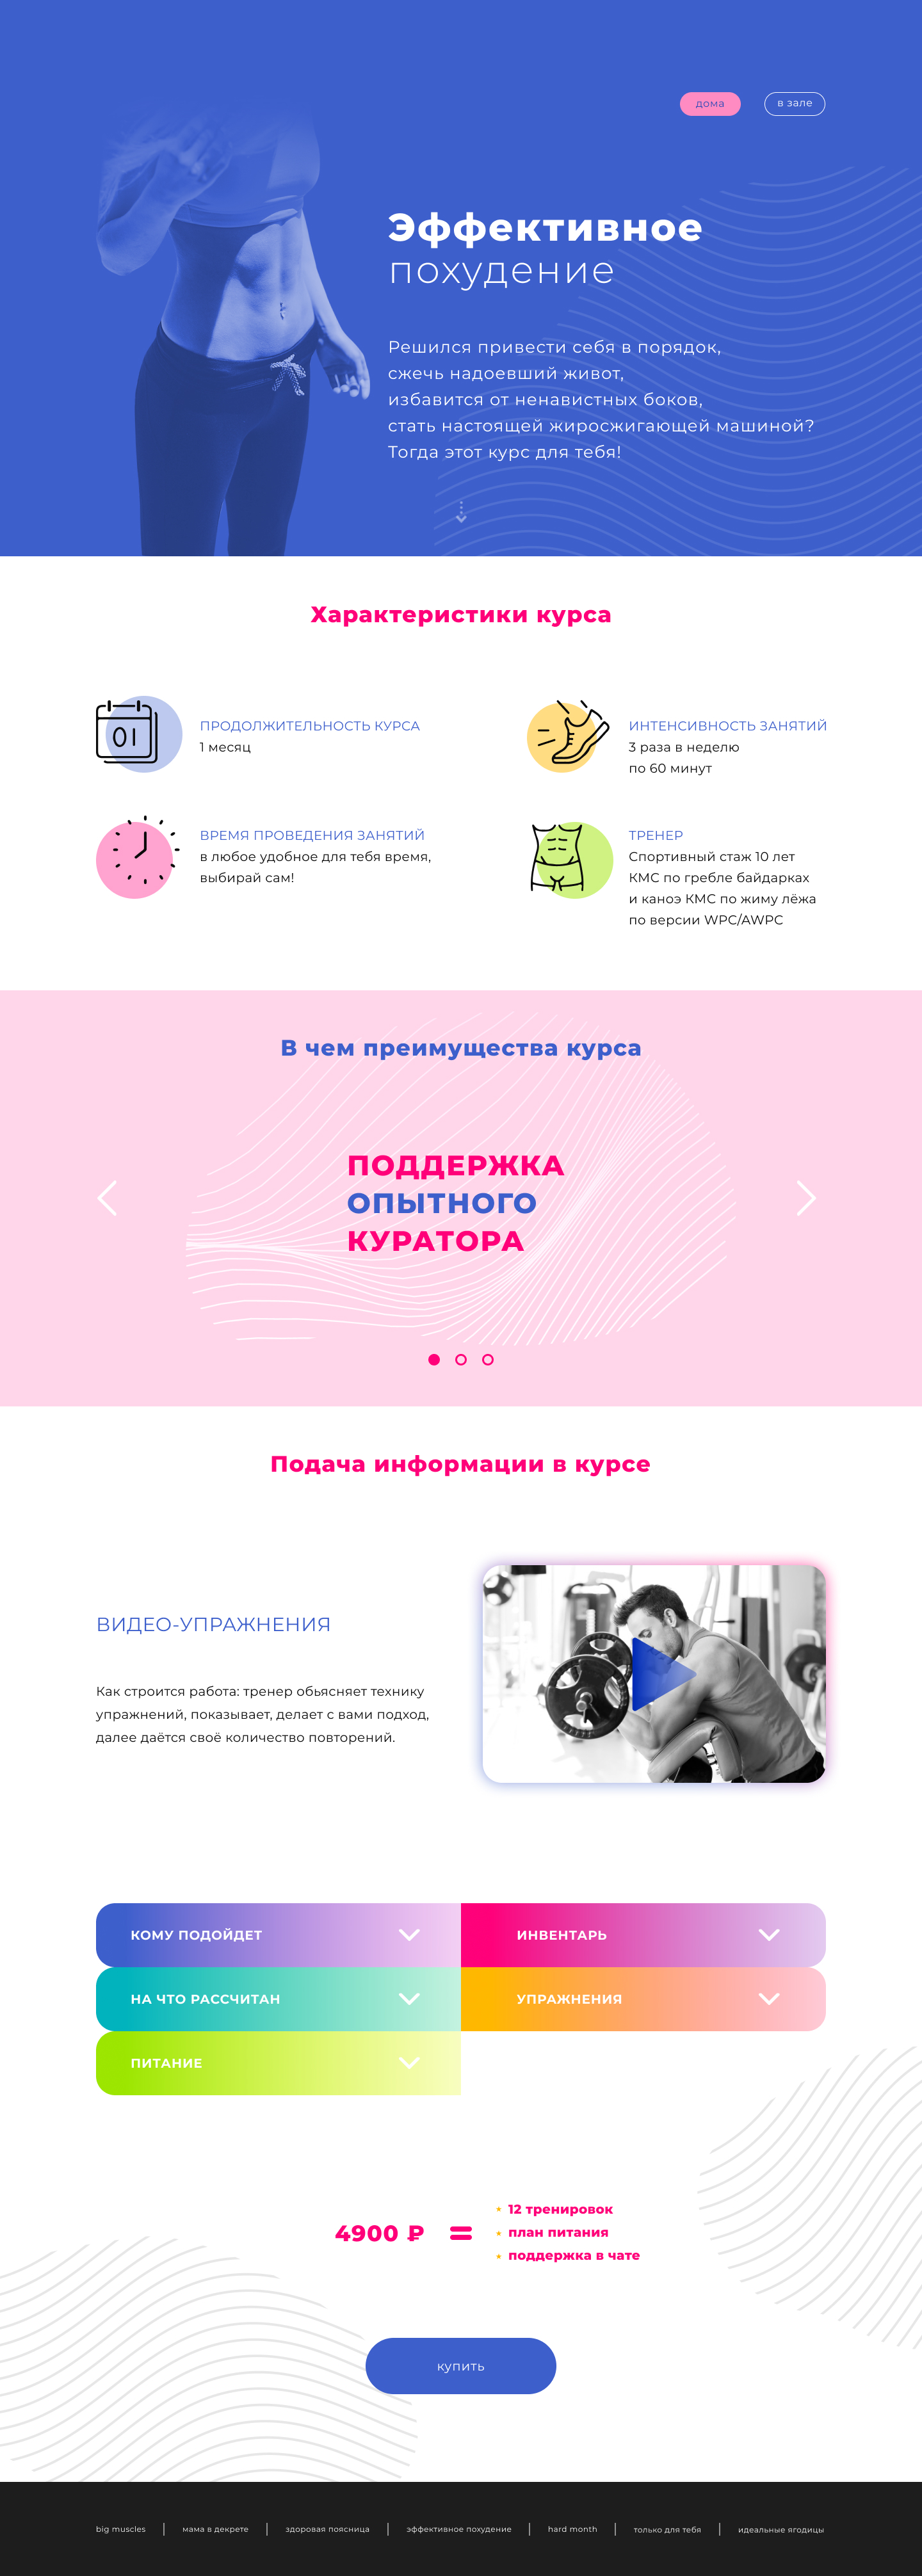 дома
в зале
Эффективное
похудение
Решился привести себя в порядок,
сжечь надоевший живот,
избавится от ненавистных боков,
стать настоящей жиросжигающей машиной?
Тогда этот курс для тебя!
Характеристики курса
01
ПРОДОЛЖИТЕЛЬНОСТЬ КУРСА
1 месяц
ИНТЕНСИВНОСТЬ ЗАНЯТИЙ
3 раза в неделю
по 60 минут
ВРЕМЯ ПРОВЕДЕНИЯ ЗАНЯТИЙ
в любое удобное для тебя время,
выбирай сам!
ТРЕНЕР
Спортивный стаж 10 лет
КМС по гребле байдарках
и каноэ КМС по жиму лёжа
по версии WPC/AWPC
В чем преимущества курса
ПОДДЕРЖКА
ОПЫТНОГО
КУРАТОРА
Подача информации в курсе
ВИДЕО-УПРАЖНЕНИЯ
Как строится работа: тренер обьясняет технику
упражнений, показывает, делает с вами подход,
далее даётся своё количество повторений.
КОМУ ПОДОЙДЕТ
ИНВЕНТАРЬ
НА ЧТО РАССЧИТАН
УПРАЖНЕНИЯ
ПИТАНИЕ
4900 ₽ =
12 тренировок
план питания
поддержка в чате
купить
big muscles | мама в декрете | здоровая поясница | эффективное похудение | hard month | только для тебя | идеальные ягодицы